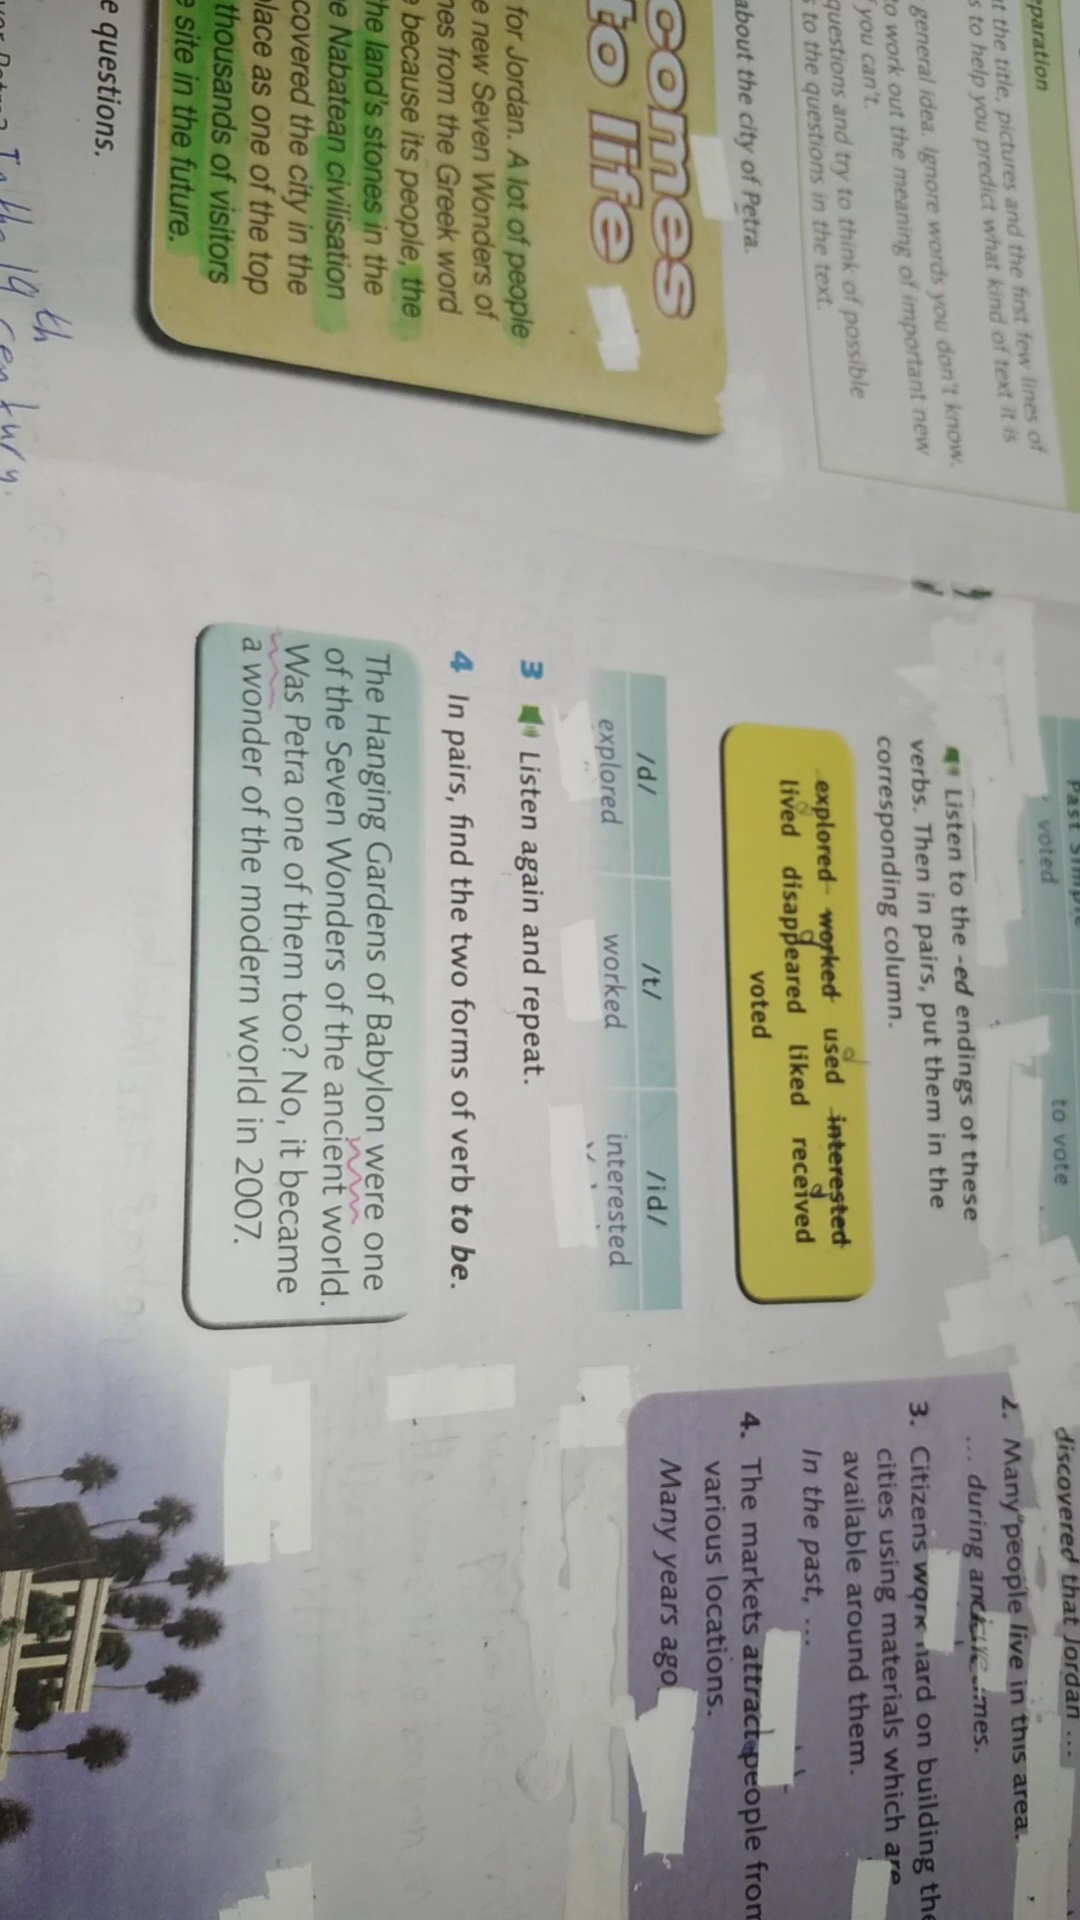 eparation
t the title, pictures and the first few lines of
s to help you predict what kind of text it is
general idea. Ignore words you don't know.
to work out the meaning of important new
you can't.
questions and try to think of possible
to the questions in the text.
about the city of Petra.
comes
to life
for Jordan. A lot of people
e new Seven Wonders of
nes from the Greek word
because its people, the
he land's stones in the
e Nabatean civilisation
covered the city in the
lace as one of the top
thousands of visitors
e site in the future.
e questions.
In the 19th century.
Past Simple
voted to vote
Listen to the -ed endings of these
verbs. Then in pairs, put them in the
corresponding column.
explored worked used interested
lived disappeared liked received
voted
/d/ /t/ /id/
explored worked interested
3 Listen again and repeat.
4 In pairs, find the two forms of verb to be.
The Hanging Gardens of Babylon were one
of the Seven Wonders of the ancient world.
Was Petra one of them too? No, it became
a wonder of the modern world in 2007.
discovered that Jordan ...
2. Many people live in this area.
... during
3. Citizens work hard on building the
cities using materials which are
available around them.
In the past, ...
4. The markets attract people from
various locations.
Many years ago